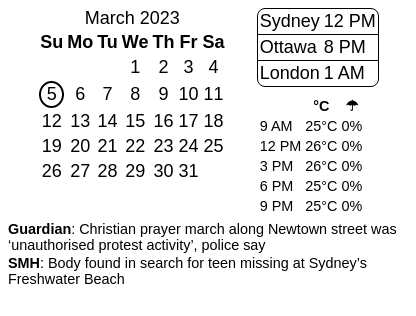 March 2023
Su Mo Tu We Th Fr Sa
1 2 3 4
5 6 7 8 9 10 11
12 13 14 15 16 17 18
19 20 21 22 23 24 25
26 27 28 29 30 31
Sydney 12 PM
Ottawa 8 PM
London 1 AM
°C ☂
9 AM 25°C 0%
12 PM 26°C 0%
3 PM 26°C 0%
6 PM 25°C 0%
9 PM 25°C 0%
Guardian: Christian prayer march along Newtown street was
‘unauthorised protest activity’, police say
SMH: Body found in search for teen missing at Sydney’s
Freshwater Beach